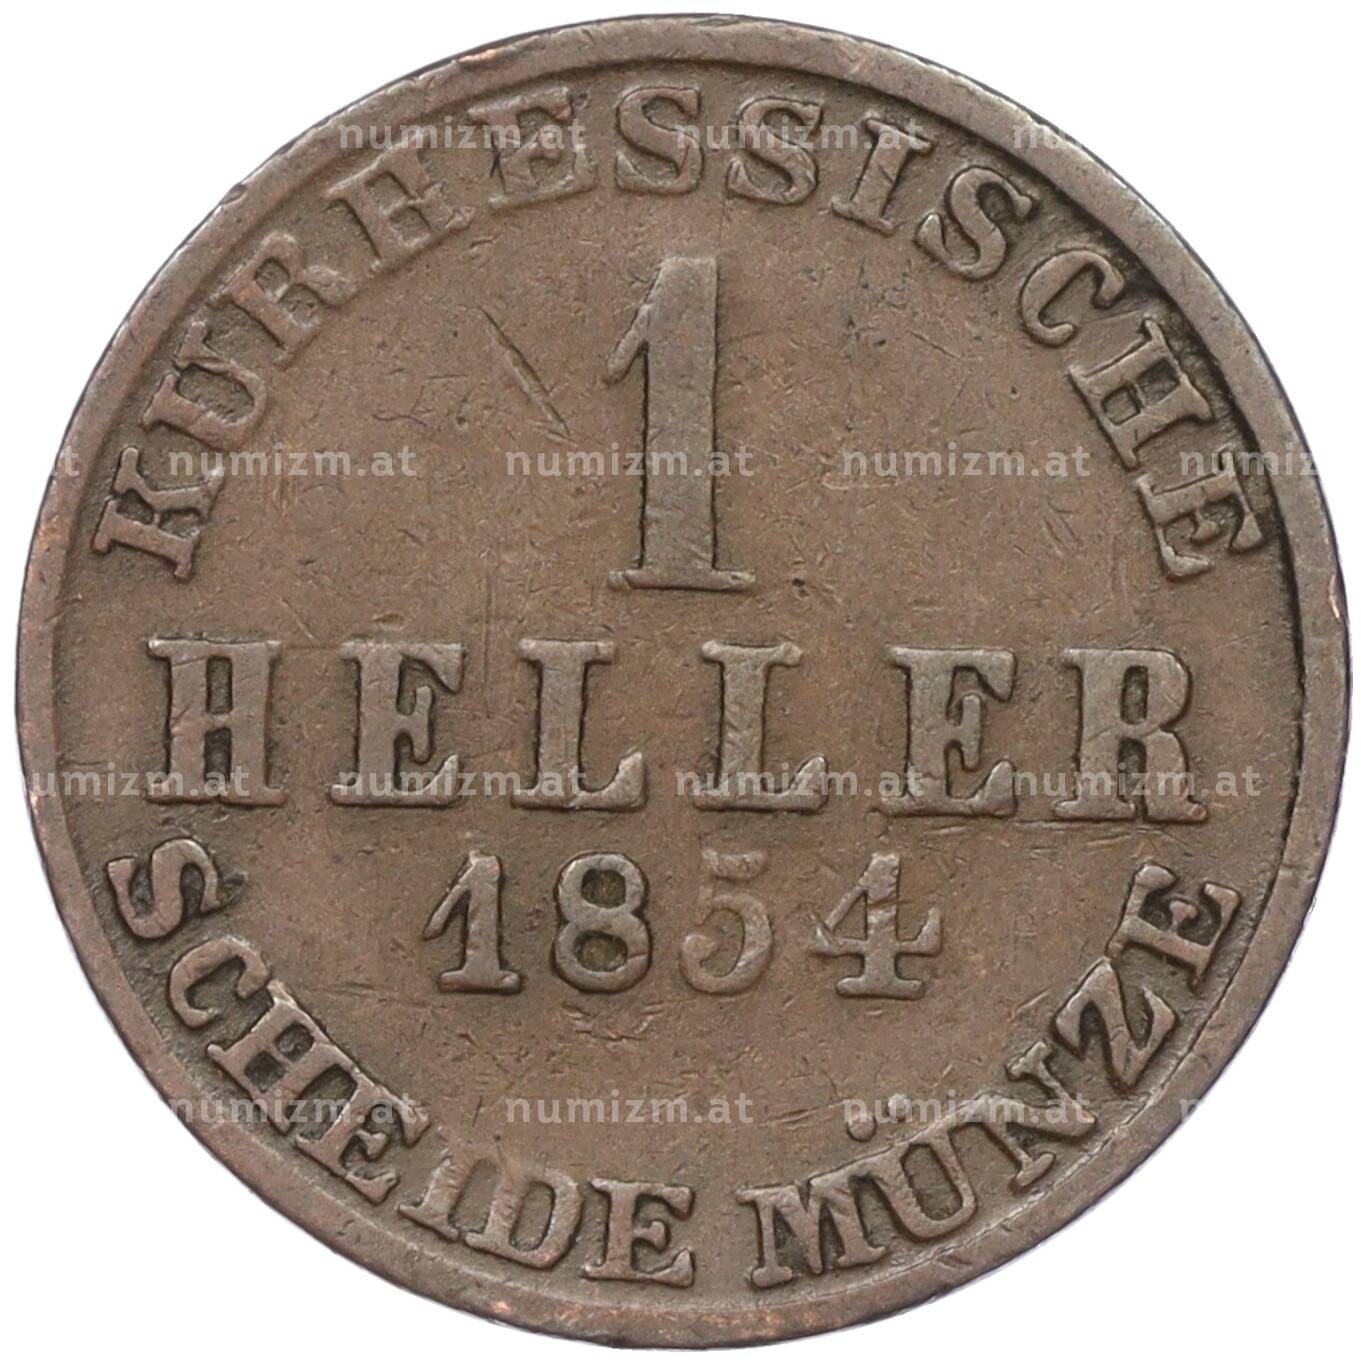 KURHESSISCHE
1
HELLER
1854
SCHEIDE MÜNZE
numizm.at